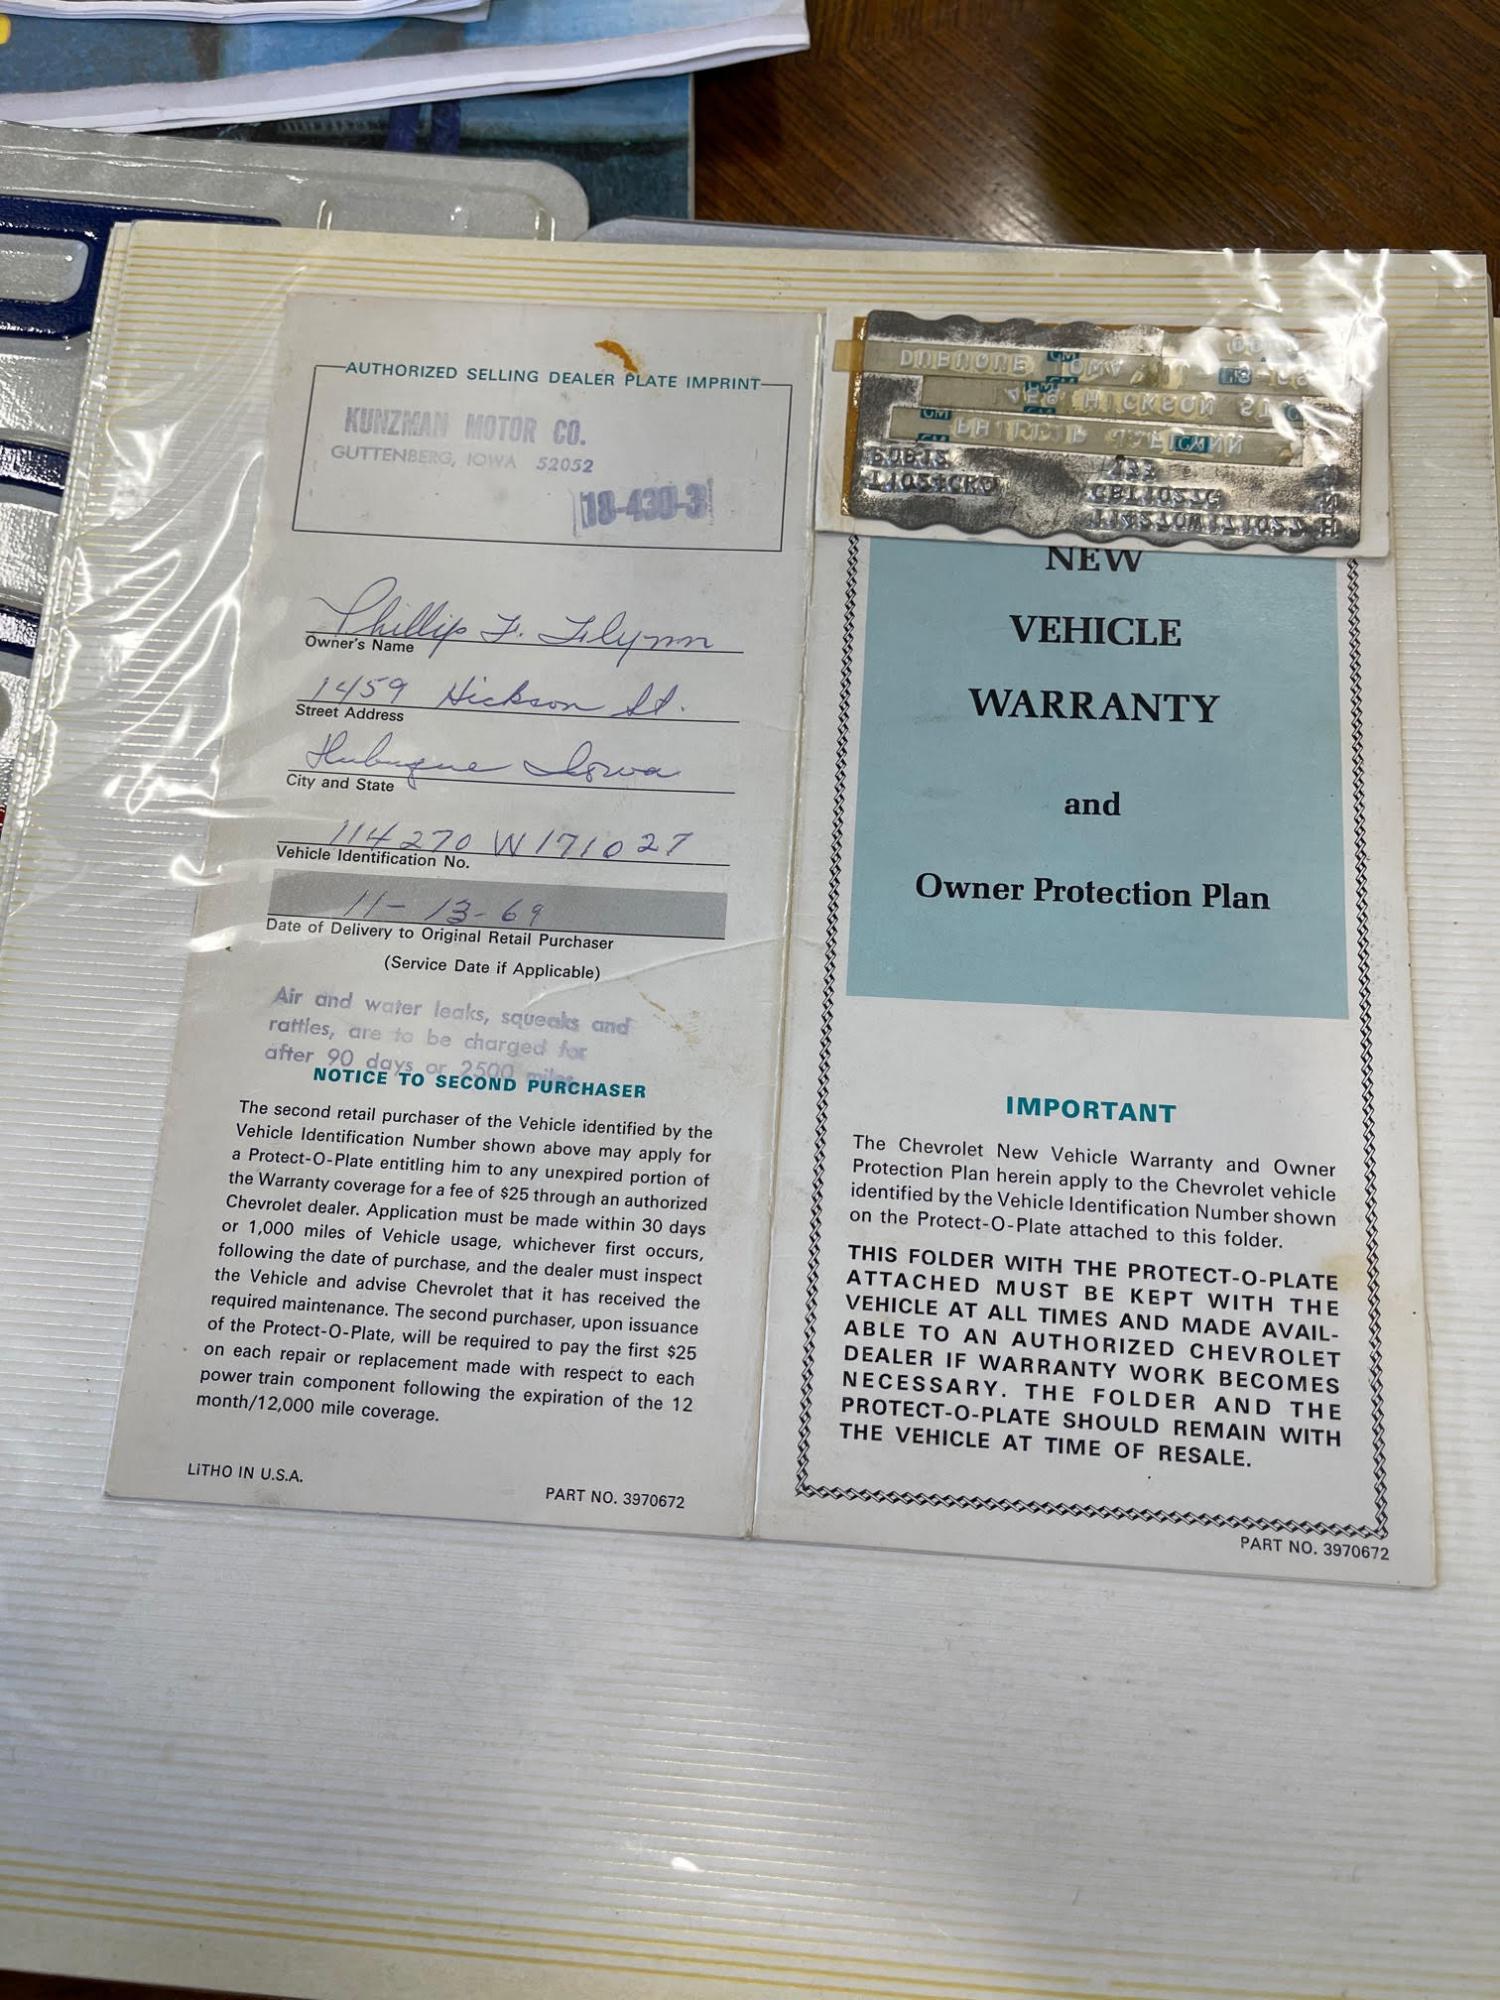 AUTHORIZED SELLING DEALER PLATE IMPRINT
KUNZMAN MOTOR CO.
GUTTENBERG, IOWA 52052
18-430-3
Phillip F. Flynn
Owner's Name
1459 Hickson St.
Street Address
Dubuque Iowa
City and State
114270W171027
Vehicle Identification No.
11-13-69
Date of Delivery to Original Retail Purchaser
(Service Date if Applicable)
Air and water leaks, squeaks and
rattles, are to be charged for
after 90 days or 2500 miles
NOTICE TO SECOND PURCHASER
The second retail purchaser of the Vehicle identified by the
Vehicle Identification Number shown above may apply for
a Protect-O-Plate entitling him to any unexpired portion of
the Warranty coverage for a fee of $25 through an authorized
Chevrolet dealer. Application must be made within 30 days
or 1,000 miles of Vehicle usage, whichever first occurs,
following the date of purchase, and the dealer must inspect
the Vehicle and advise Chevrolet that it has received the
required maintenance. The second purchaser, upon issuance
of the Protect-O-Plate, will be required to pay the first $25
on each repair or replacement made with respect to each
power train component following the expiration of the 12
month/12,000 mile coverage.
LITHO IN U.S.A.
PART NO. 3970672
114270W171027 H
NEW
VEHICLE
WARRANTY
and
Owner Protection Plan
IMPORTANT
The Chevrolet New Vehicle Warranty and Owner
Protection Plan herein apply to the Chevrolet vehicle
identified by the Vehicle Identification Number shown
on the Protect-O-Plate attached to this folder.
THIS FOLDER WITH THE PROTECT-O-PLATE
ATTACHED MUST BE KEPT WITH THE
VEHICLE AT ALL TIMES AND MADE AVAIL-
ABLE TO AN AUTHORIZED CHEVROLET
DEALER IF WARRANTY WORK BECOMES
NECESSARY. THE FOLDER AND THE
PROTECT-O-PLATE SHOULD REMAIN WITH
THE VEHICLE AT TIME OF RESALE.
PART NO. 3970672